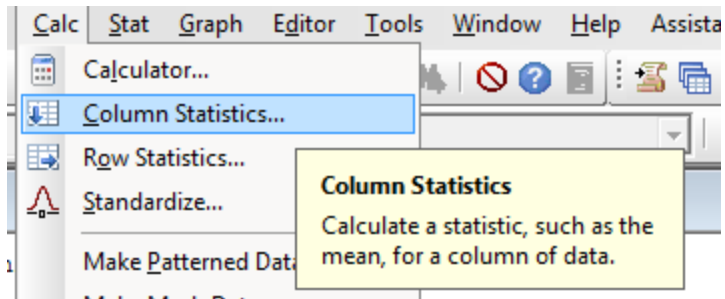 Calc Stat Graph Editor Tools Window Help Assista
Calculator...
Column Statistics...
Row Statistics...
Standardize...
Column Statistics
Calculate a statistic, such as the
mean, for a column of data.
Make Patterned Data